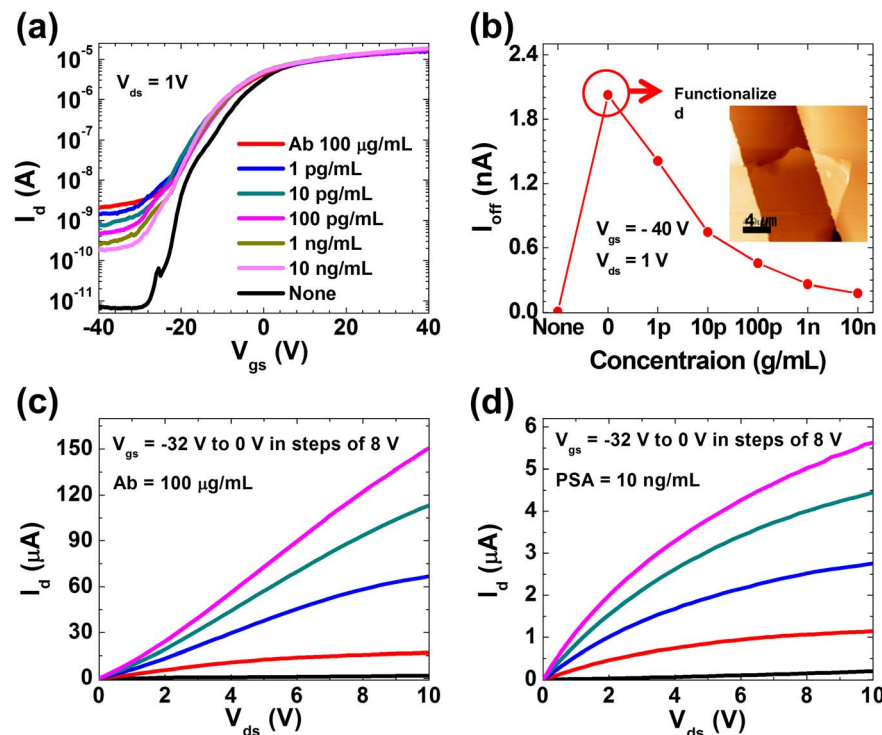 (a)
V_ds = 1V
I_d (A)
10^-5
10^-6
10^-7
10^-8
10^-9
10^-10
10^-11
Ab 100 μg/mL
1 pg/mL
10 pg/mL
100 pg/mL
1 ng/mL
10 ng/mL
None
-40 -20 0 20 40
V_gs (V)
(b)
I_off (nA)
2.4
1.8
1.2
0.6
0.0
Functionalize
d
4 μm
V_gs = - 40 V
V_ds = 1 V
None 0 1p 10p 100p 1n 10n
Concentraion (g/mL)
(c)
V_gs = -32 V to 0 V in steps of 8 V
Ab = 100 μg/mL
I_d (μA)
150
120
90
60
30
0
0 2 4 6 8 10
V_ds (V)
(d)
V_gs = -32 V to 0 V in steps of 8 V
PSA = 10 ng/mL
I_d (μA)
6
5
4
3
2
1
0
0 2 4 6 8 10
V_ds (V)